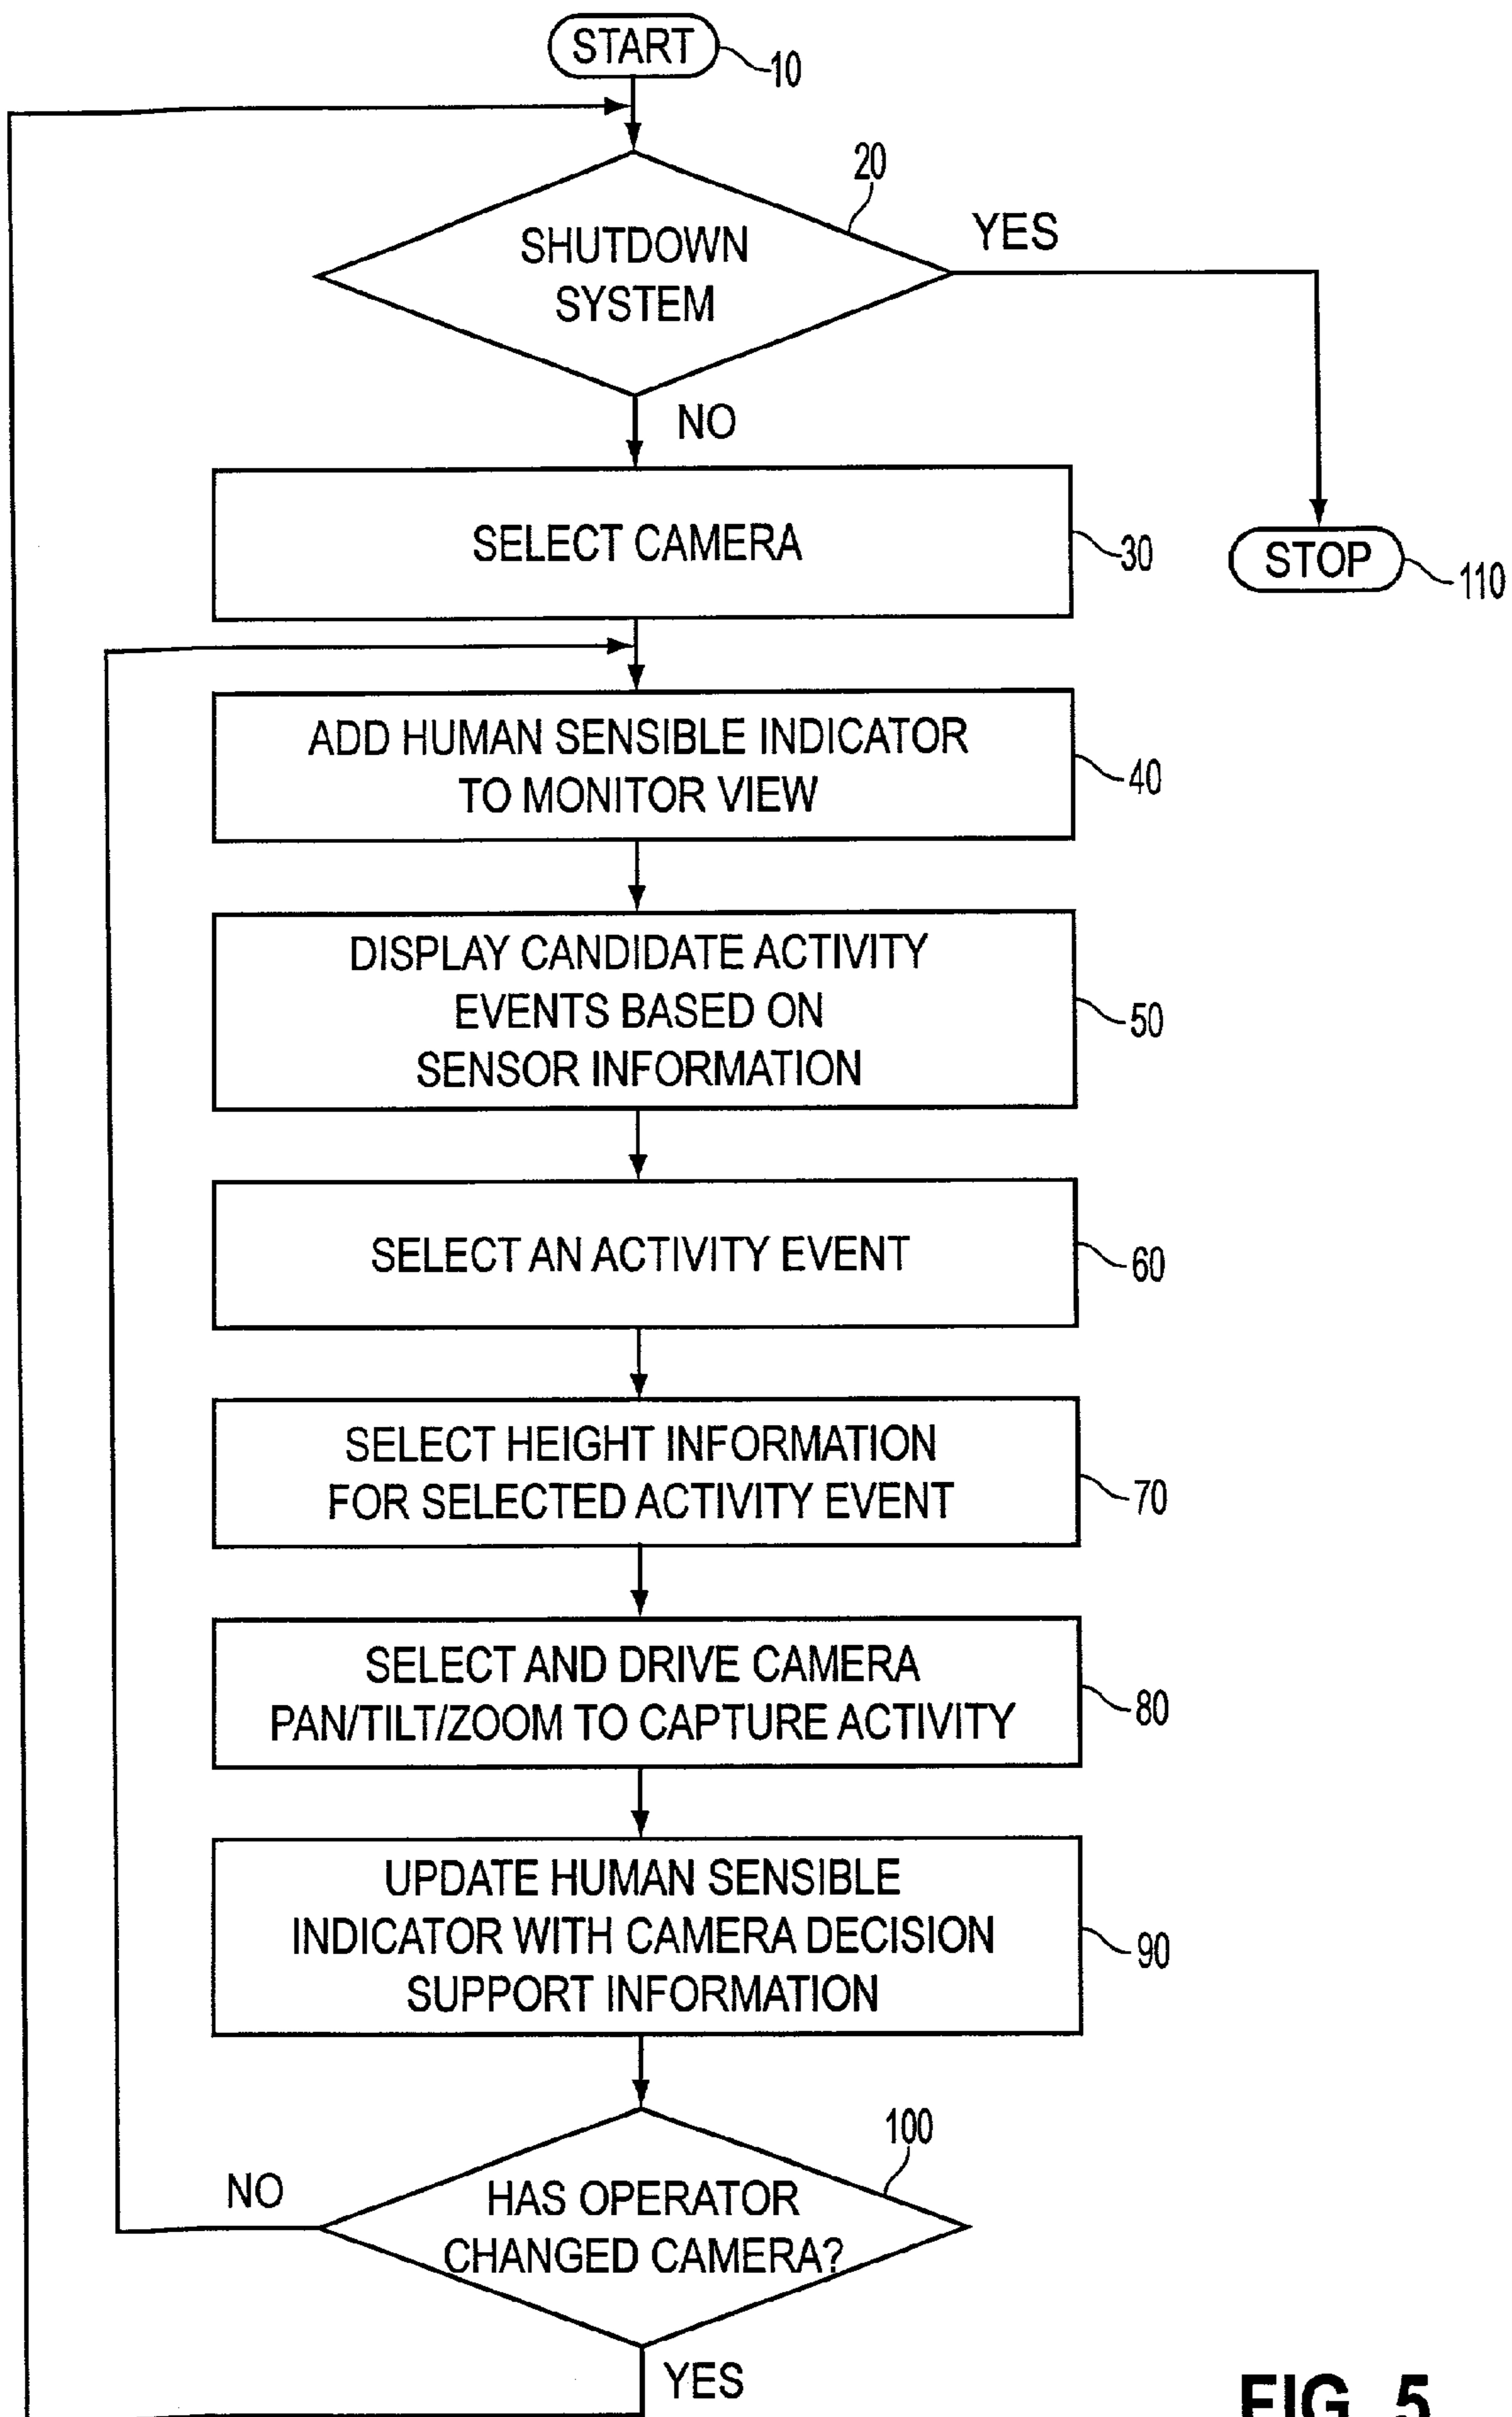 START
10
20
SHUTDOWN
SYSTEM
YES
NO
SELECT CAMERA
30
STOP
110
ADD HUMAN SENSIBLE INDICATOR
TO MONITOR VIEW
40
DISPLAY CANDIDATE ACTIVITY
EVENTS BASED ON
SENSOR INFORMATION
50
SELECT AN ACTIVITY EVENT
60
SELECT HEIGHT INFORMATION
FOR SELECTED ACTIVITY EVENT
70
SELECT AND DRIVE CAMERA
PAN/TILT/ZOOM TO CAPTURE ACTIVITY
80
UPDATE HUMAN SENSIBLE
INDICATOR WITH CAMERA DECISION
SUPPORT INFORMATION
90
100
NO
HAS OPERATOR
CHANGED CAMERA?
YES
FIG. 5